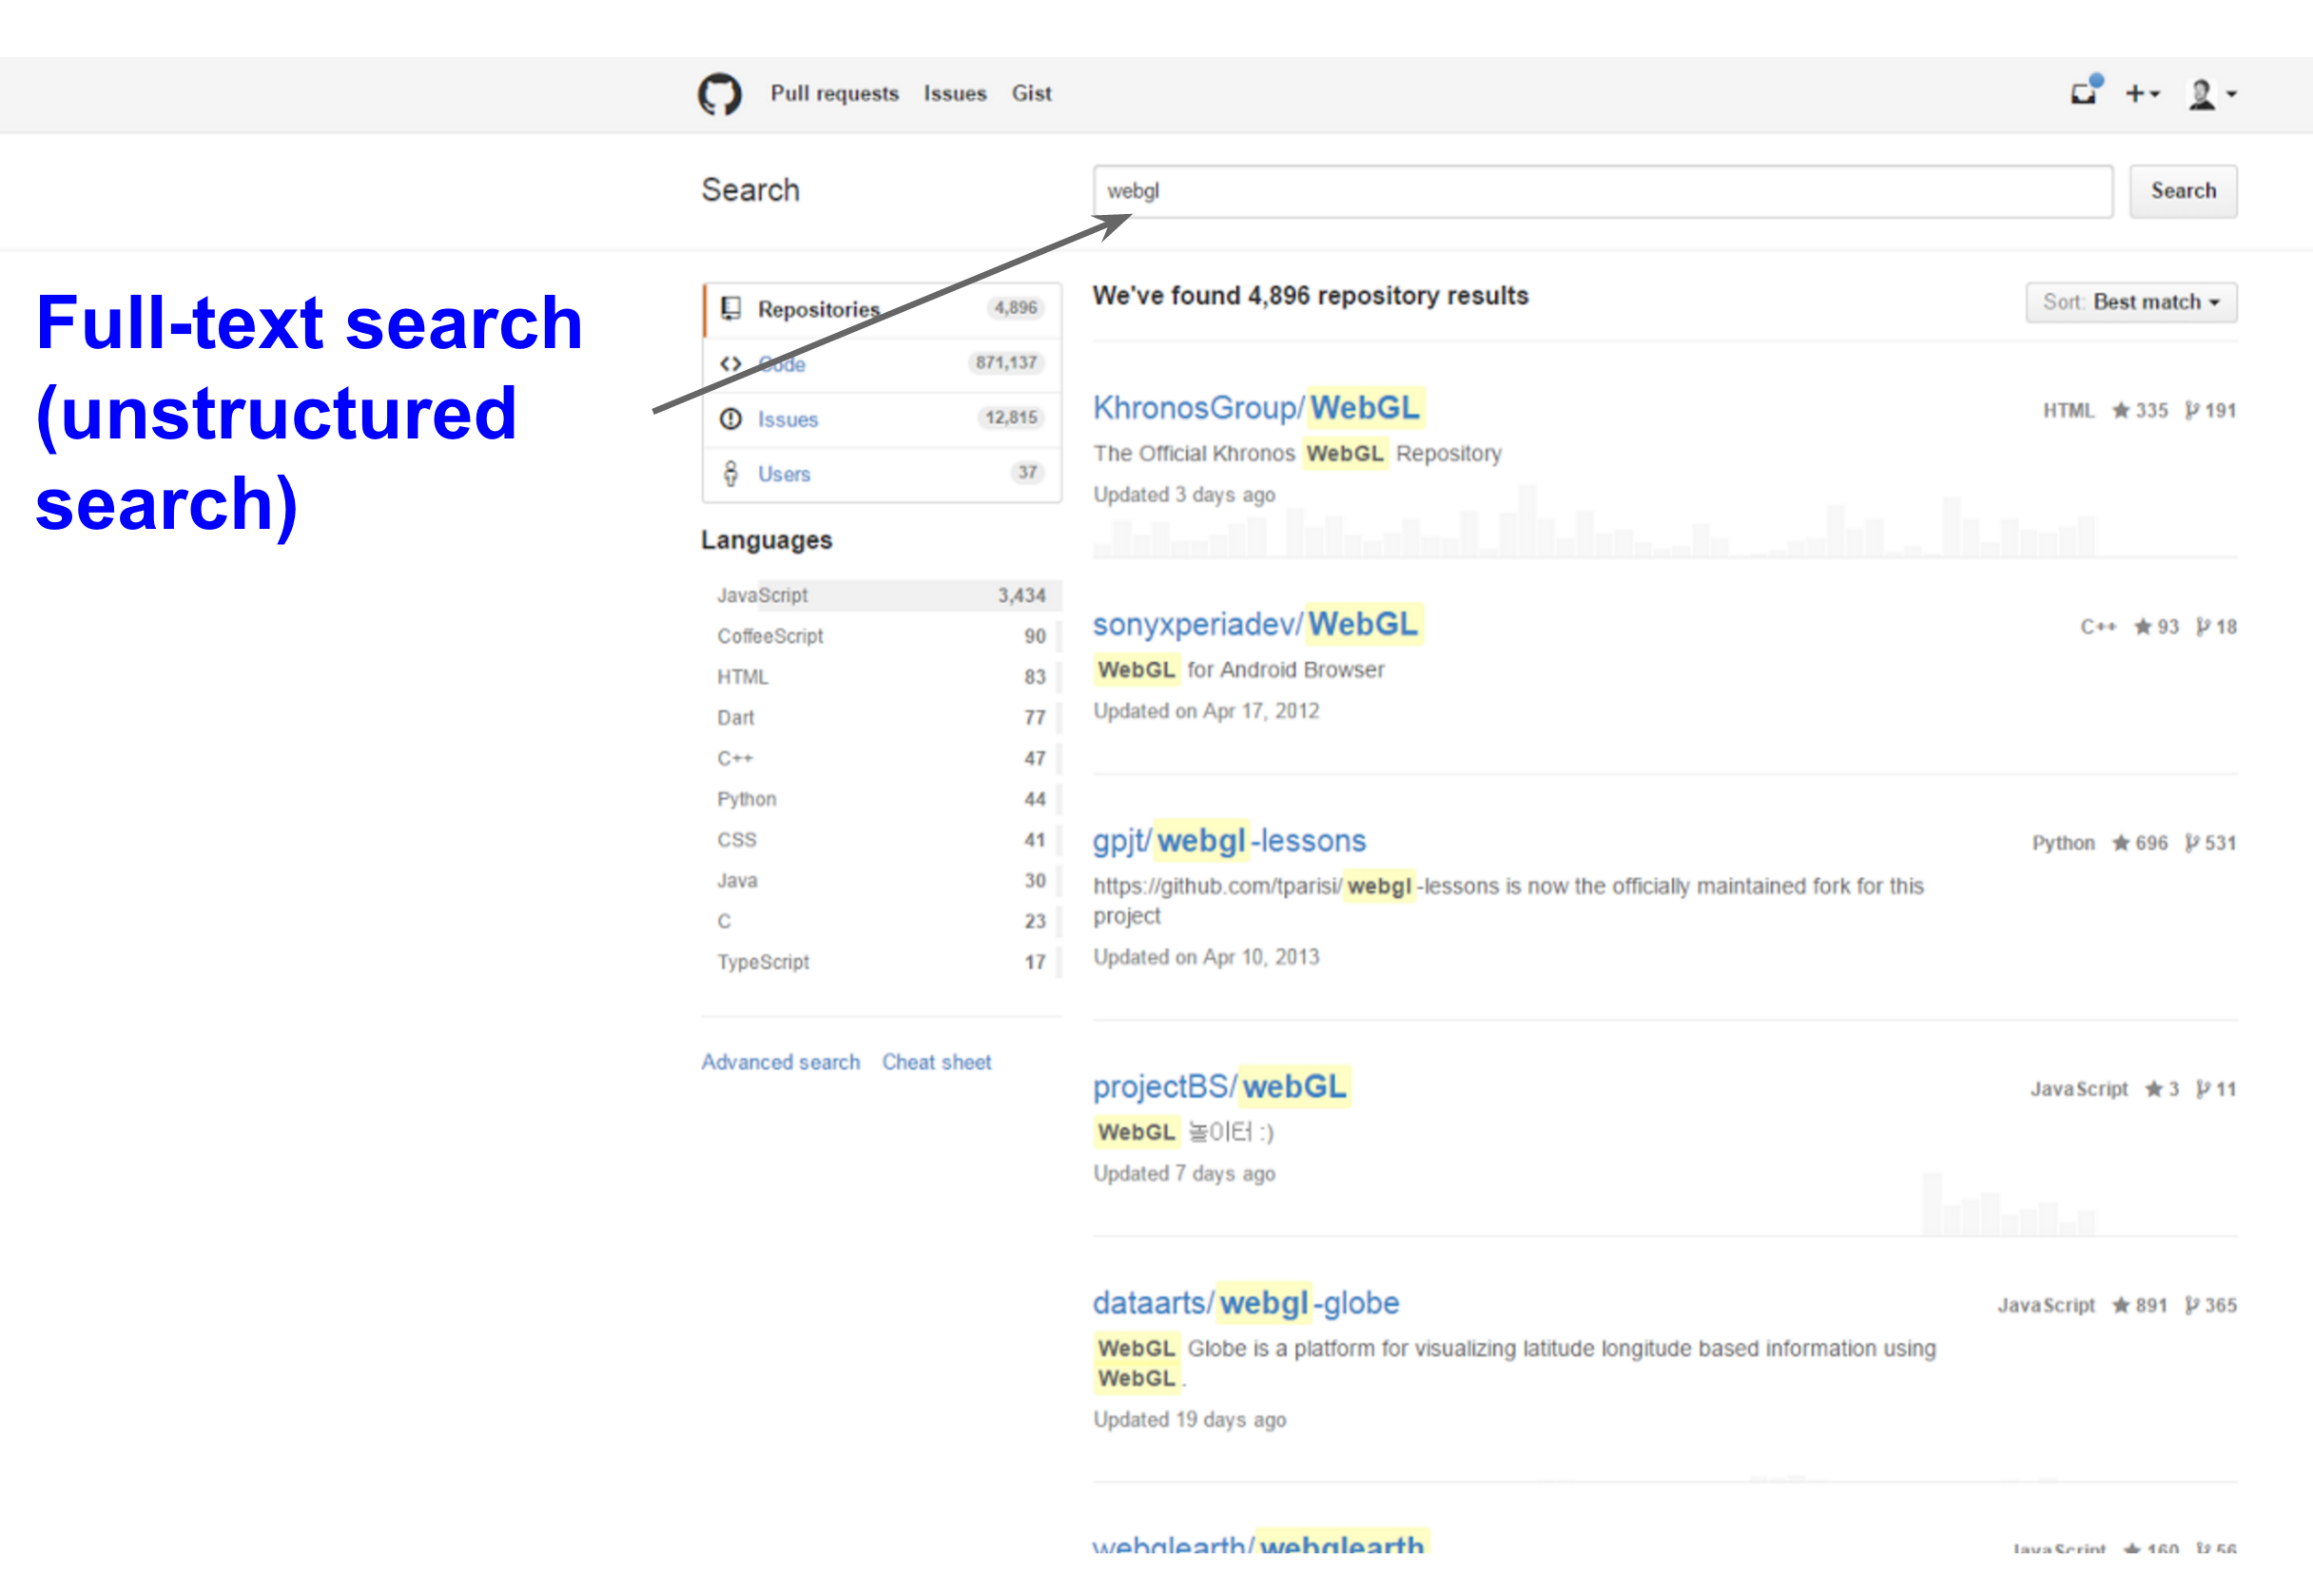 Pull requests Issues Gist
Search
webgl
Search
Full-text search
(unstructured
search)
Repositories 4,896
Code 871,137
Issues 12,815
Users 37
Languages
JavaScript 3,434
CoffeeScript 90
HTML 83
Dart 77
C++ 47
Python 44
CSS 41
Java 30
C 23
TypeScript 17
Advanced search Cheat sheet
We've found 4,896 repository results
Sort: Best match
KhronosGroup/WebGL
HTML 335 191
The Official Khronos WebGL Repository
Updated 3 days ago
sonyxperiadev/WebGL
C++ 93 18
WebGL for Android Browser
Updated on Apr 17, 2012
gpjt/webgl-lessons
Python 696 531
https://github.com/tparisi/webgl-lessons is now the officially maintained fork for this
project
Updated on Apr 10, 2013
projectBS/webGL
JavaScript 3 11
WebGL 놀이터 :)
Updated 7 days ago
dataarts/webgl-globe
JavaScript 891 365
WebGL Globe is a platform for visualizing latitude longitude based information using
WebGL.
Updated 19 days ago
webglearth/webglearth
JavaScript 160 56